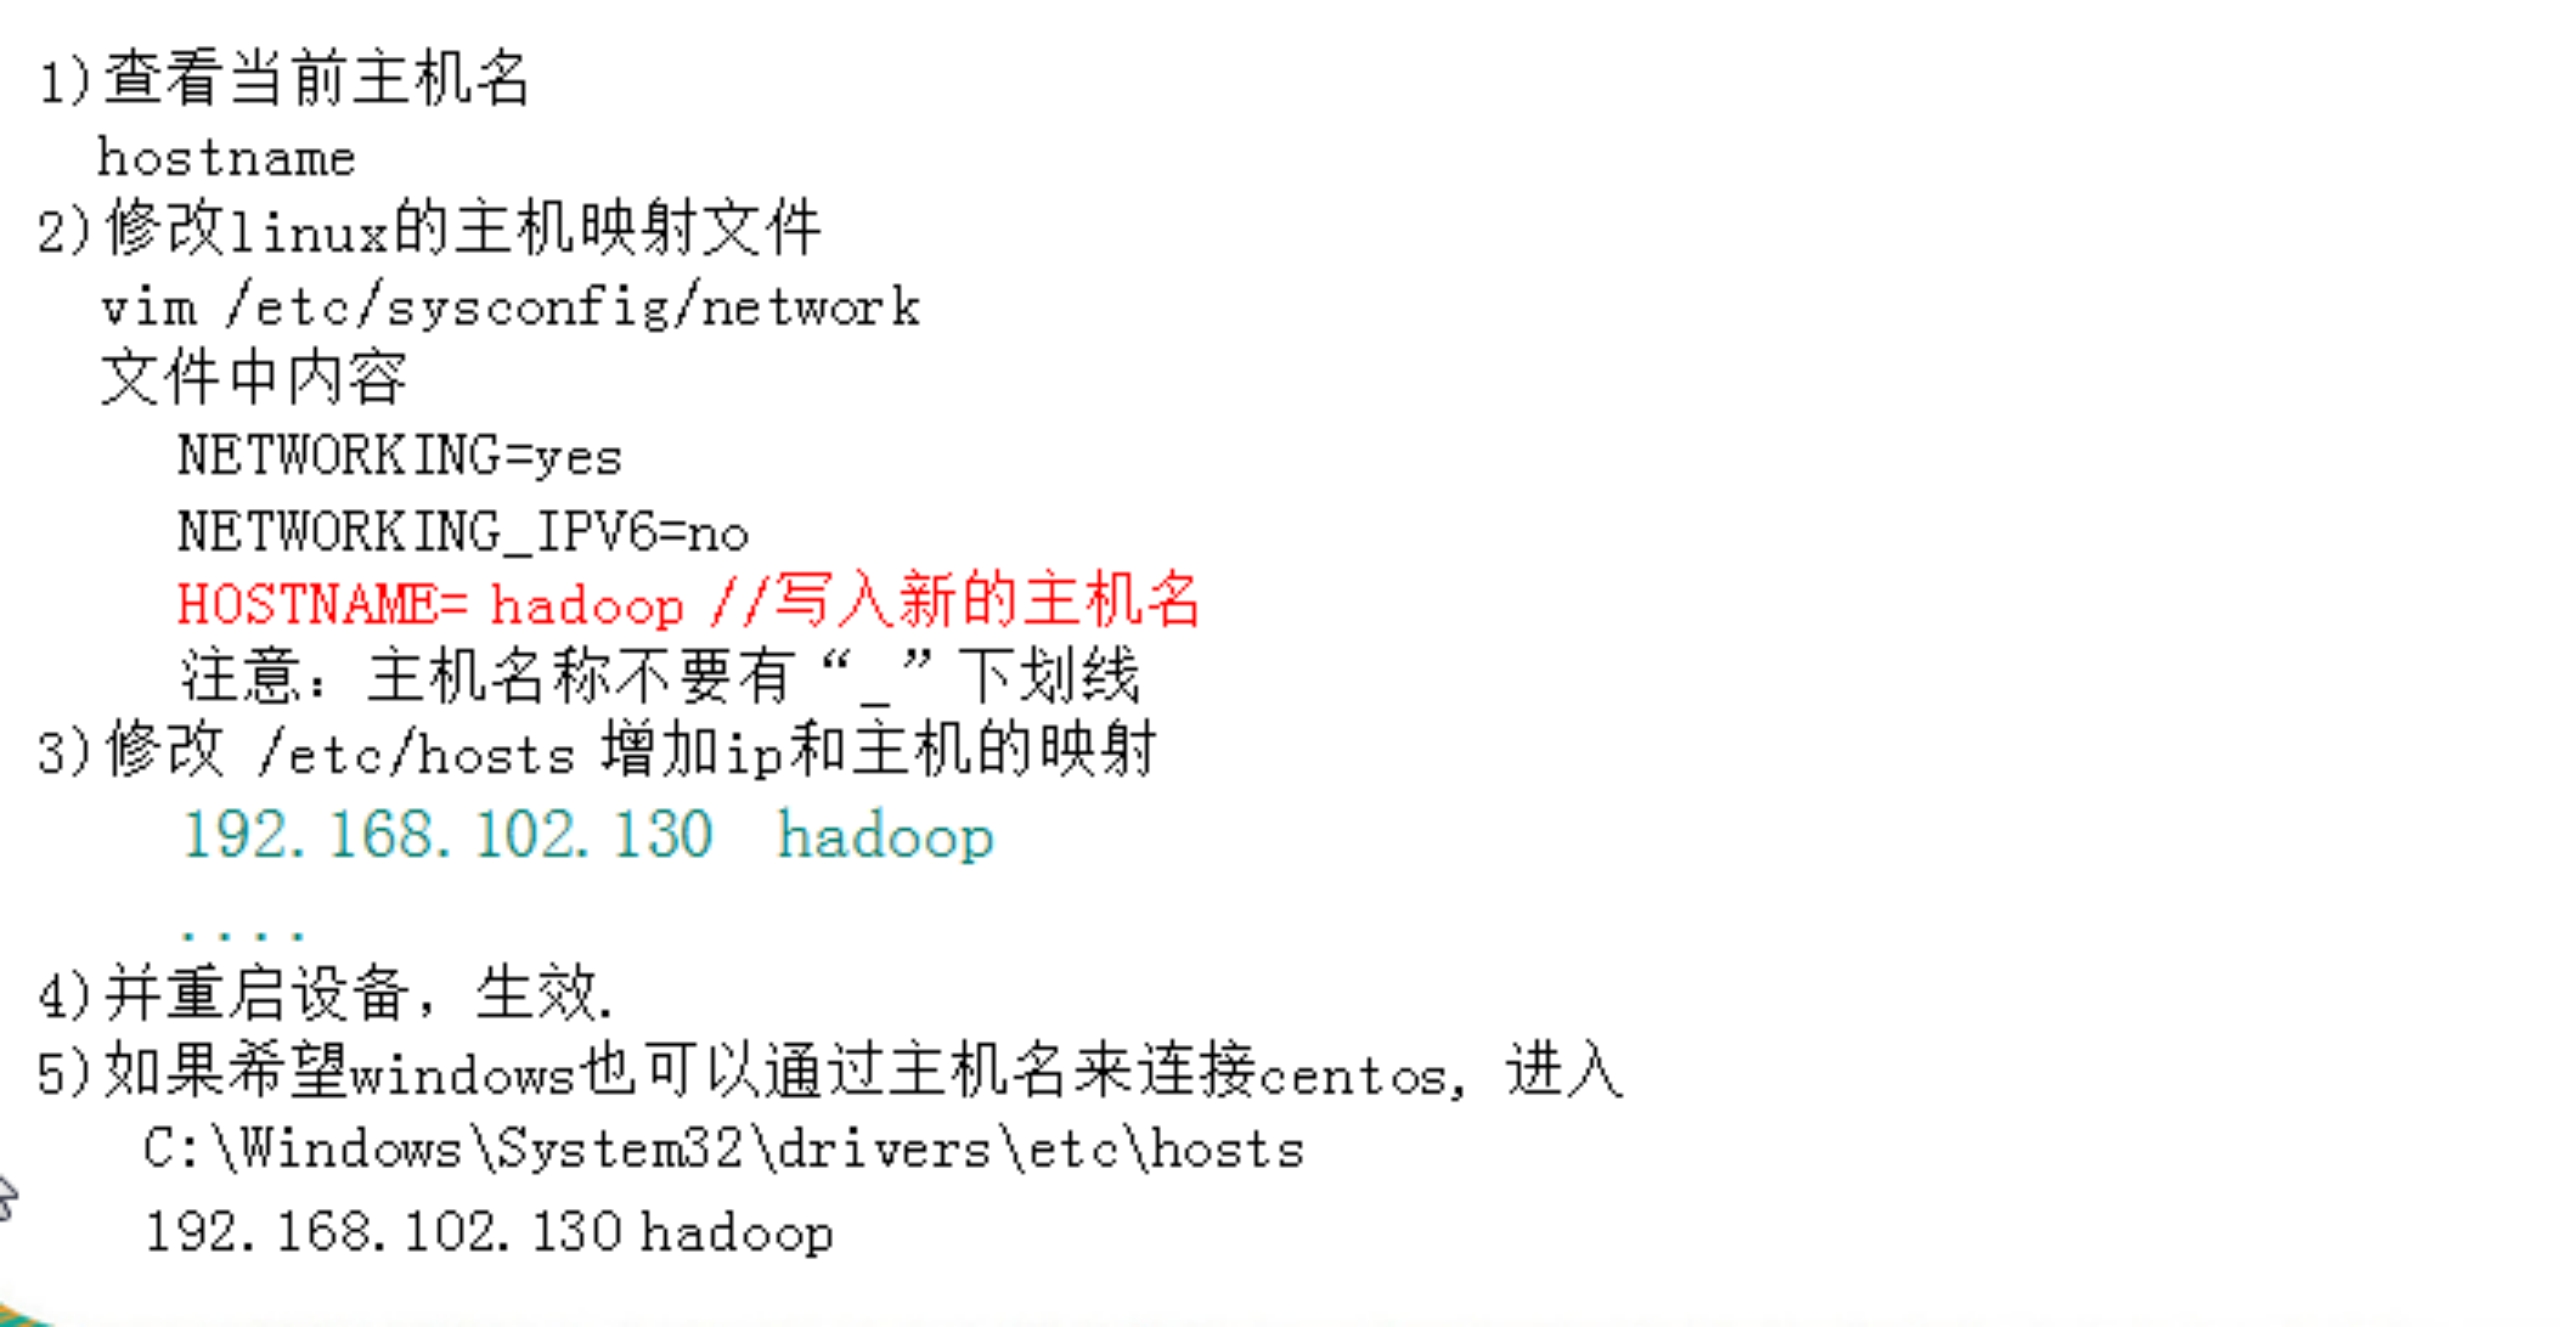 1)查看当前主机名
hostname
2)修改linux的主机映射文件
vim /etc/sysconfig/network
文件中内容
NETWORKING=yes
NETWORKING_IPV6=no
HOSTNAME= hadoop //写入新的主机名
注意：主机名称不要有“_”下划线
3)修改 /etc/hosts 增加ip和主机的映射
192.168.102.130 hadoop
....
4)并重启设备，生效.
5)如果希望windows也可以通过主机名来连接centos, 进入
C:\Windows\System32\drivers\etc\hosts
192.168.102.130 hadoop